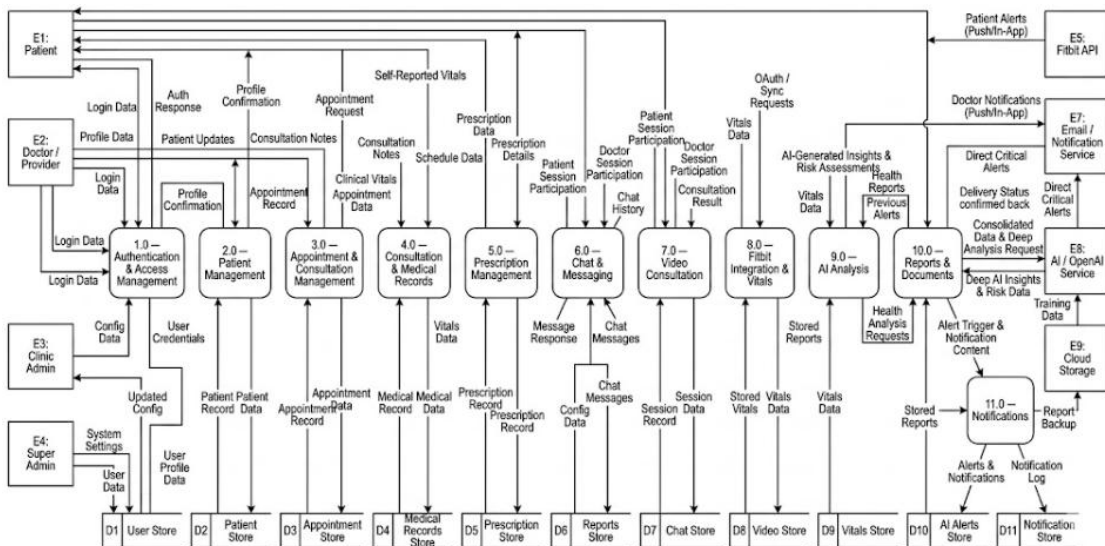 E1:
Patient
E2:
Doctor /
Provider
E3:
Clinic
Admin
E4:
Super
Admin
E5:
Fitbit API
E7:
Email /
Notification
Service
E8:
AI / OpenAI
Service
E9:
Cloud
Storage
Login Data
Auth
Response
Profile
Confirmation
Appointment
Request
Self-Reported Vitals
Prescription
Data
Prescription
Details
Patient
Session
Participation
OAuth /
Sync
Requests
Patient Alerts
(Push/In-App)
Doctor Notifications
(Push/In-App)
Profile Data
Patient Updates
Consultation Notes
Login
Data
Profile
Confirmation
Appointment
Record
Clinical Vitals
Appointment
Data
Consultation
Notes
Schedule Data
Patient
Session
Participation
Doctor
Session
Participation
Chat
History
Doctor
Session
Participation
Consultation
Result
Vitals
Data
AI-Generated Insights &
Risk Assessments
Vitals
Data
Health
Reports
Previous
Alerts
Direct Critical
Alerts
Delivery Status
confirmed back
Direct
Critical
Alerts
Consolidated
Data & Deep
Analysis Request
Deep AI Insights
& Risk Data
Training
Data
Login Data
Login Data
1.0 —
Authentication
& Access
Management
2.0 —
Patient
Management
3.0 —
Appointment &
Consultation
Management
4.0 —
Consultation
& Medical
Records
5.0 —
Prescription
Management
6.0 —
Chat &
Messaging
7.0 —
Video
Consultation
8.0 —
Fitbit
Integration &
Vitals
9.0 —
AI Analysis
10.0 —
Reports &
Documents
11.0 —
Notifications
Config
Data
User
Credentials
Updated
Config
System
Settings
User
Data
User
Profile
Data
Patient
Record
Patient
Data
Appointment
Record
Appointment
Data
Vitals
Data
Medical
Record
Medical
Data
Prescription
Record
Prescription
Record
Message
Response
Chat
Messages
Config
Data
Chat
Messages
Session
Record
Session
Data
Stored
Vitals
Vitals
Data
Stored
Reports
Vitals
Data
Health
Analysis
Requests
Alert Trigger &
Notification
Content
Stored
Reports
Report
Backup
Alerts &
Notifications
Notification
Log
D1 User Store
D2 Patient
Store
D3 Appointment
Store
D4 Medical
Records
Store
D5 Prescription
Store
D6 Reports
Store
D7 Chat Store
D8 Video Store
D9 Vitals Store
D10 AI Alerts
Store
D11 Notification
Store